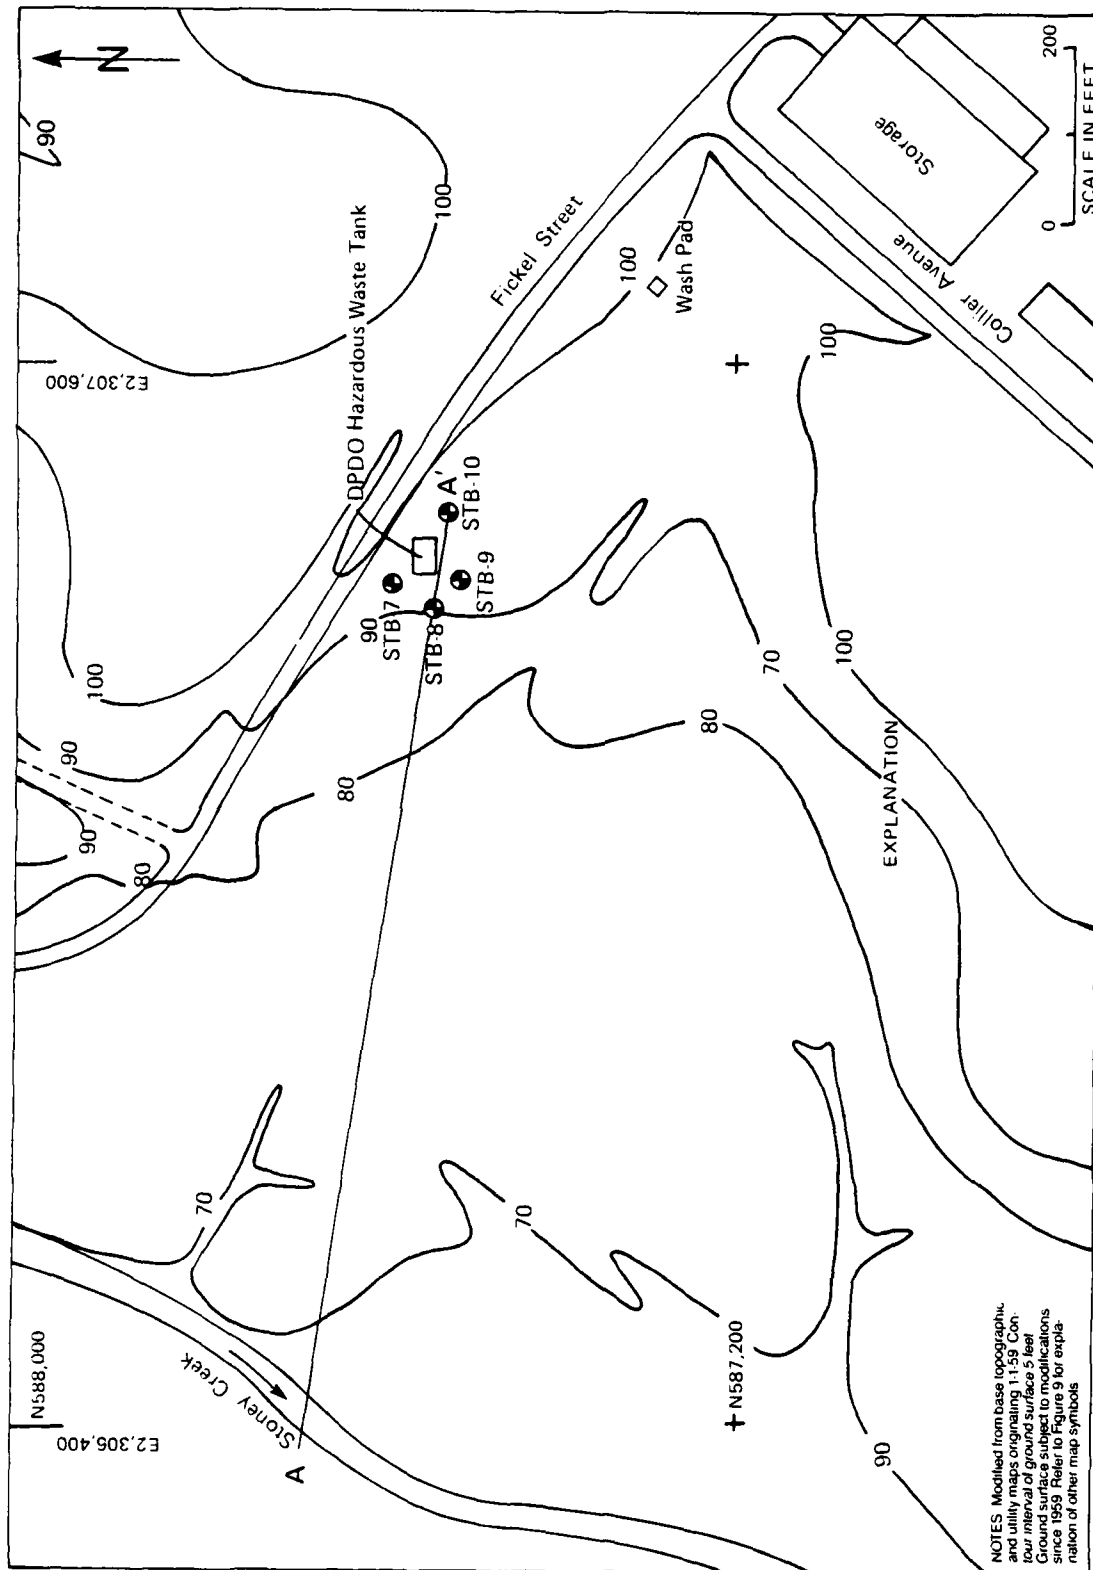 N
90
100
200
0
SCALE IN FEET
Storage
Collier Avenue
Fickel Street
Wash Pad
100
100
DPDO Hazardous Waste Tank
E2,307,600
A'
STB-10
STB-9
STB-7
STB-8
90
100
90
90
80
80
80
70
100
EXPLANATION
70
70
N588,000
Stoney Creek
E2,306,400
A
N587,200
90
NOTES Modified from base topographic
and utility maps originating 1-1-59 Con-
tour interval of ground surface 5 feet
Ground surface subject to modifications
since 1959 Refer to Figure 9 for expla-
nation of other map symbols